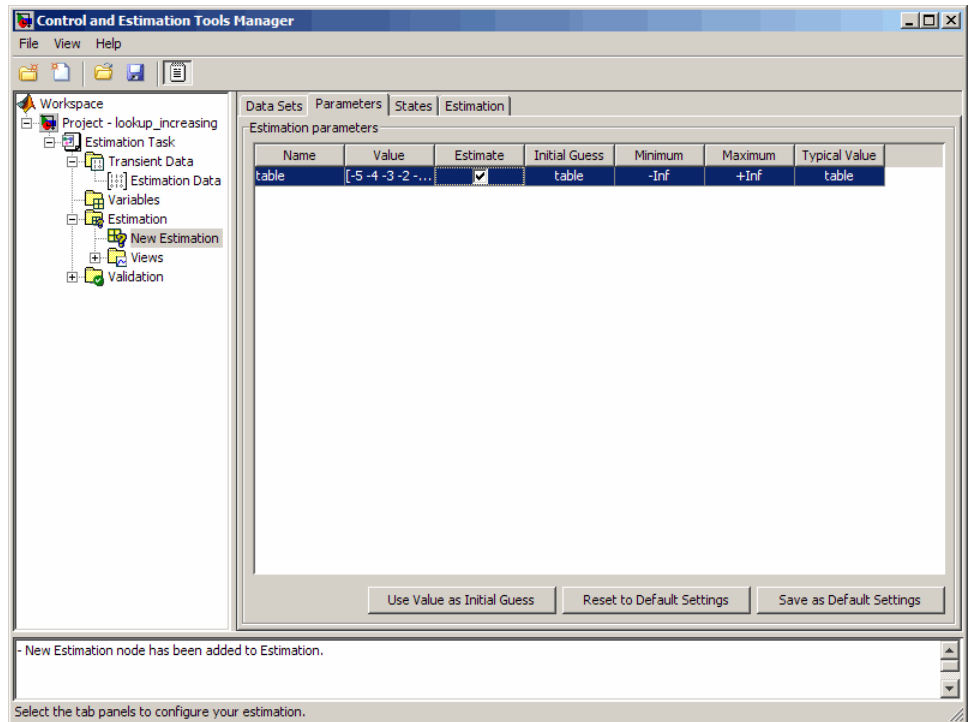 Control and Estimation Tools Manager
File View Help
Workspace
Project - lookup_increasing
Estimation Task
Transient Data
Estimation Data
Variables
Estimation
New Estimation
Views
Validation
Data Sets Parameters States Estimation
Estimation parameters
Name Value Estimate Initial Guess Minimum Maximum Typical Value
table [-5 -4 -3 -2 -... table -Inf +Inf table
Use Value as Initial Guess Reset to Default Settings Save as Default Settings
- New Estimation node has been added to Estimation.
Select the tab panels to configure your estimation.